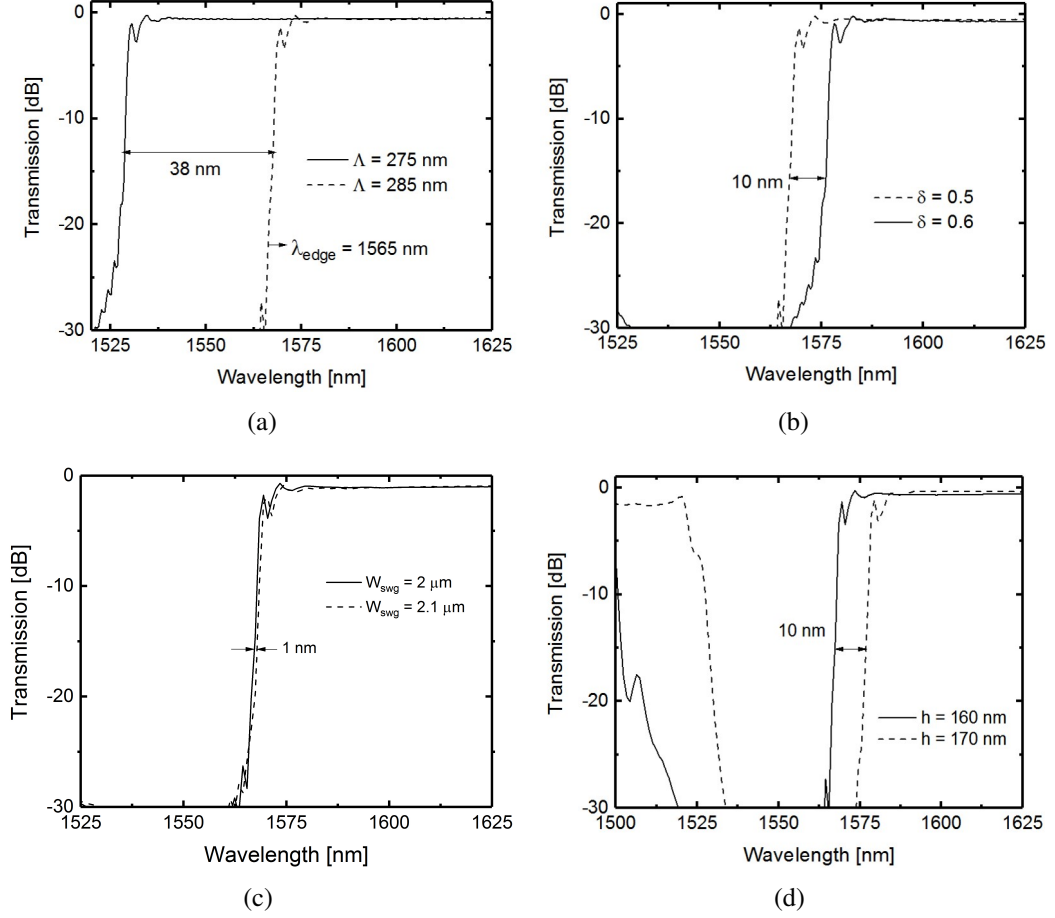 0
-10
-20
-30
Transmission [dB]
38 nm
Λ = 275 nm
Λ = 285 nm
λedge = 1565 nm
1525 1550 1575 1600 1625
Wavelength [nm]
(a)
0
-10
-20
-30
Transmission [dB]
10 nm
δ = 0.5
δ = 0.6
1525 1550 1575 1600 1625
Wavelength [nm]
(b)
0
-10
-20
-30
Transmission [dB]
Wswg = 2 μm
Wswg = 2.1 μm
1 nm
1525 1550 1575 1600 1625
Wavelength [nm]
(c)
0
-10
-20
-30
Transmission [dB]
10 nm
h = 160 nm
h = 170 nm
1500 1525 1550 1575 1600 1625
Wavelength [nm]
(d)